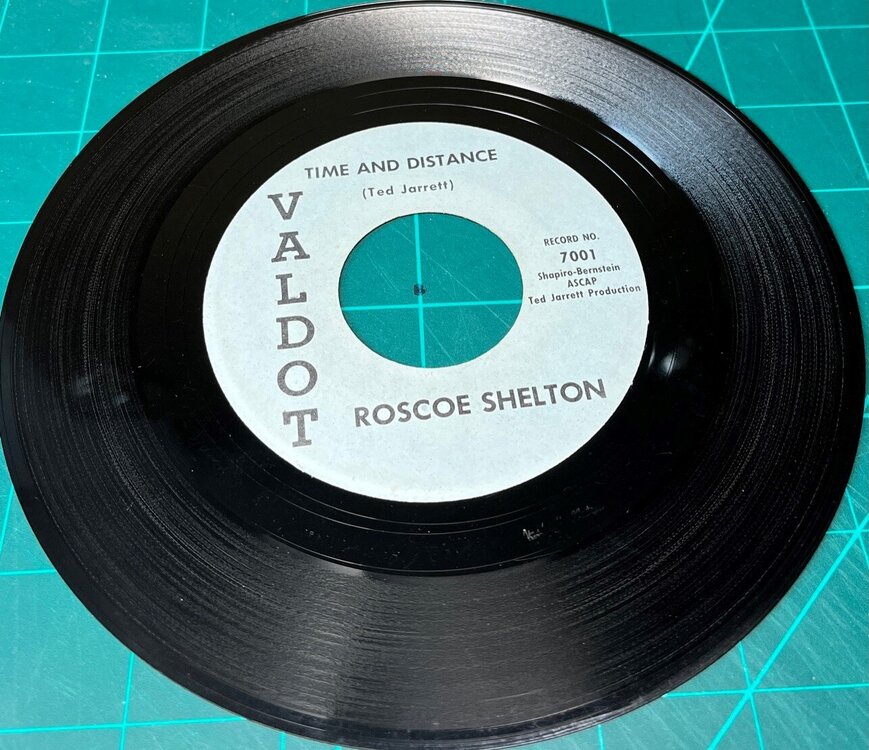 TIME AND DISTANCE
(Ted Jarrett)
VALDOT
RECORD NO.
7001
Shapiro-Bernstein
ASCAP
Ted Jarrett Production
ROSCOE SHELTON